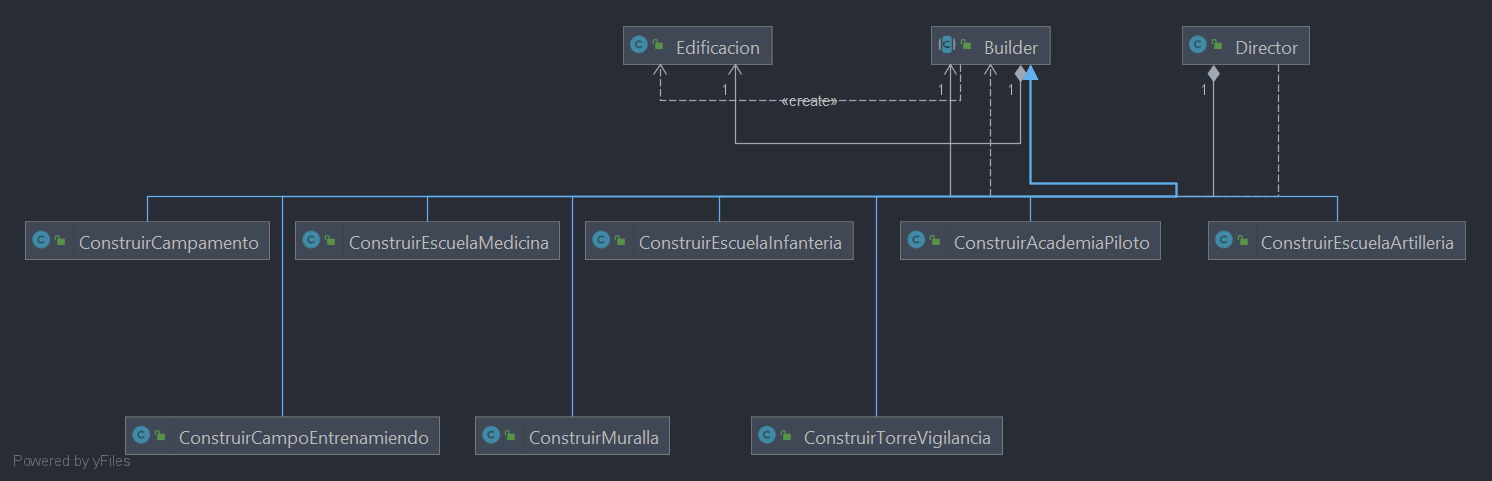 Edificacion
Builder
Director
1
1
1
1
«create»
ConstruirCampamento
ConstruirEscuelaMedicina
ConstruirEscuelaInfanteria
ConstruirAcademiaPiloto
ConstruirEscuelaArtilleria
ConstruirCampoEntrenamiendo
ConstruirMuralla
ConstruirTorreVigilancia
Powered by yFiles